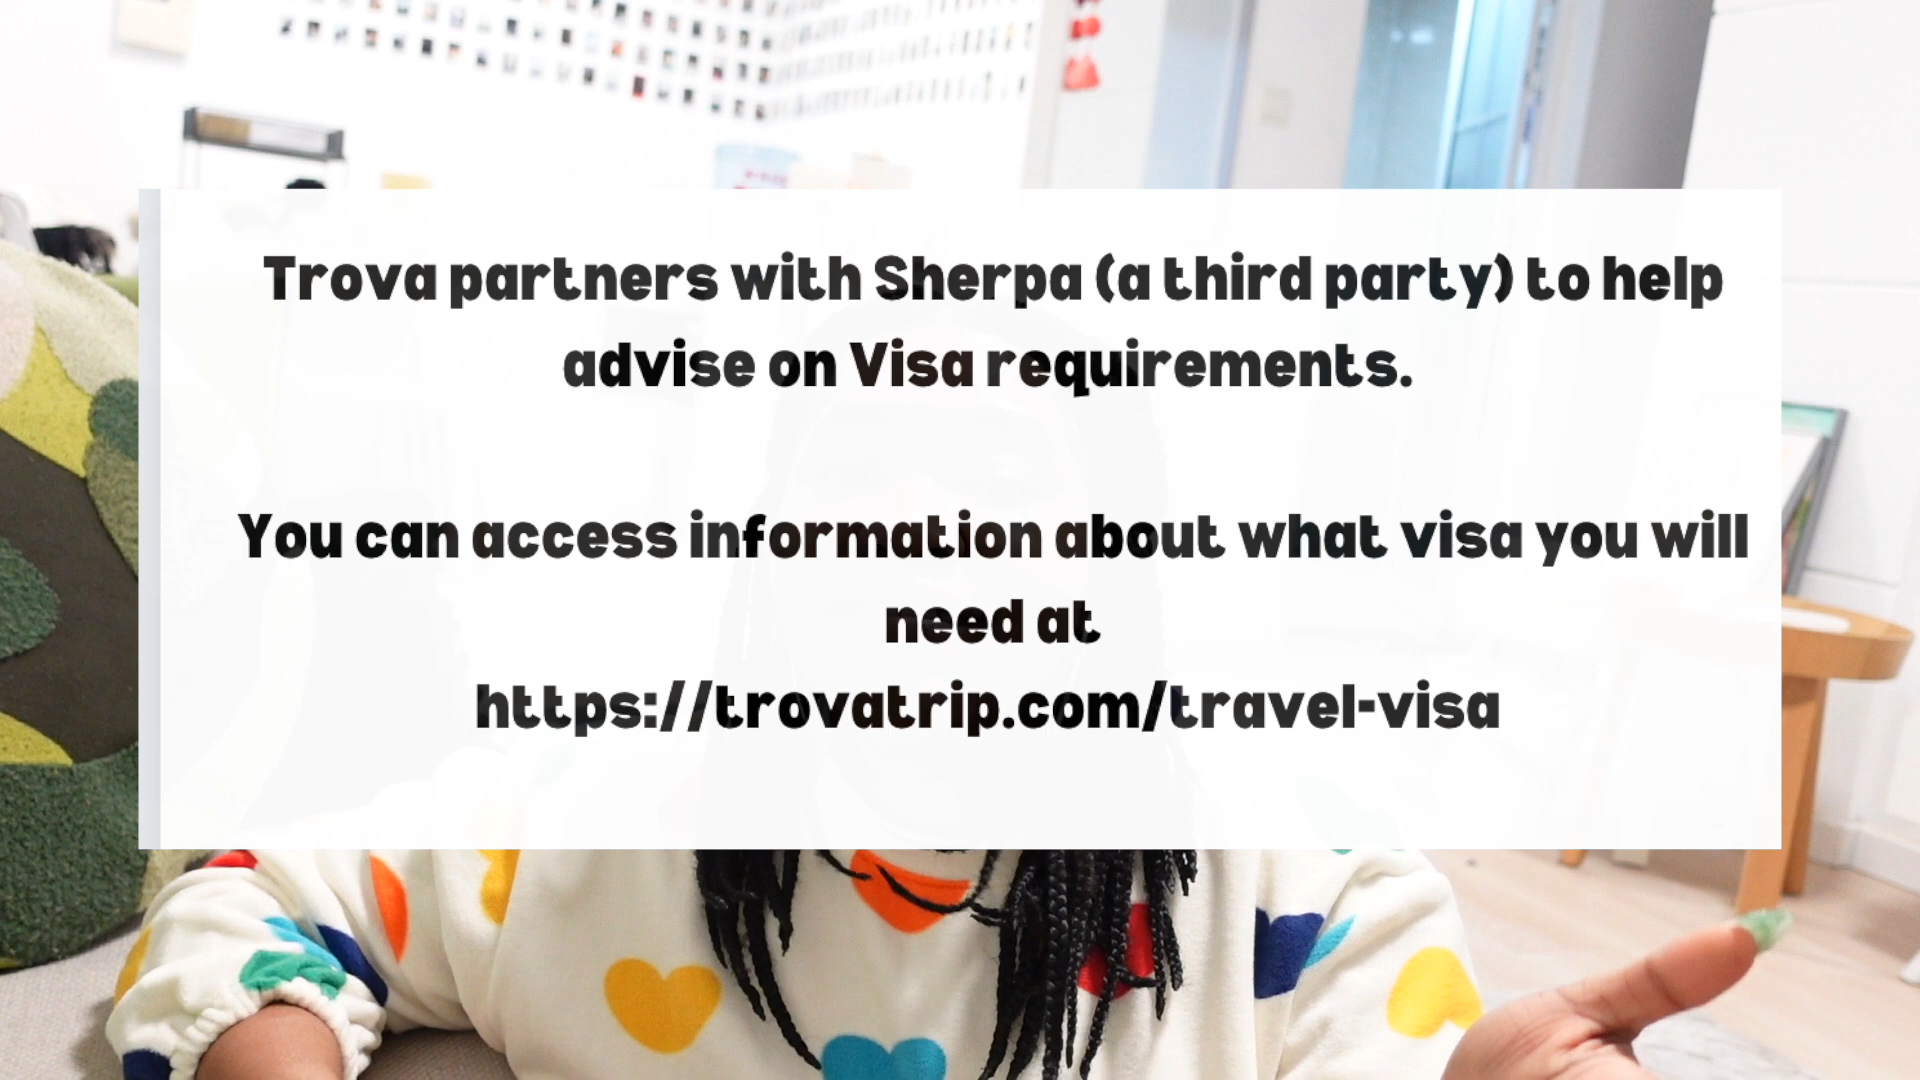 Trova partners with Sherpa (a third party) to help
advise on Visa requirements.
You can access information about what visa you will
need at
https://trovatrip.com/travel-visa